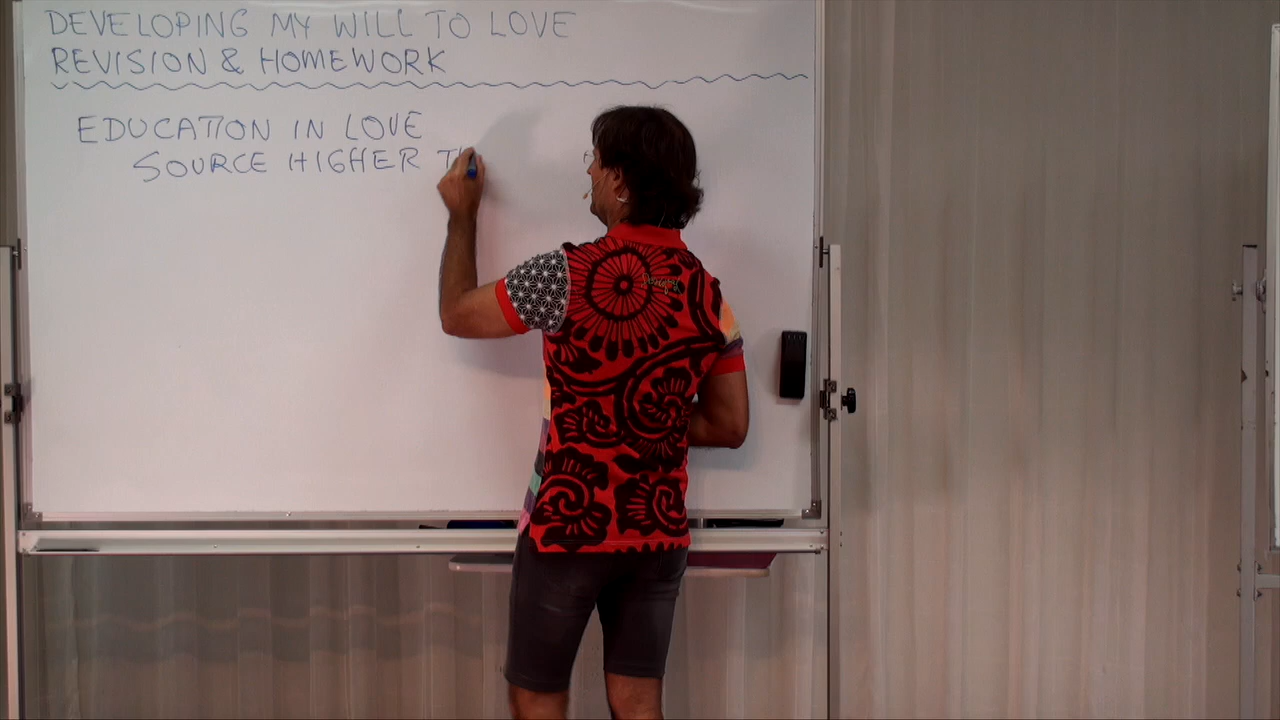 DEVELOPING MY WILL TO LOVE
REVISION & HOMEWORK
EDUCATION IN LOVE
SOURCE HIGHER